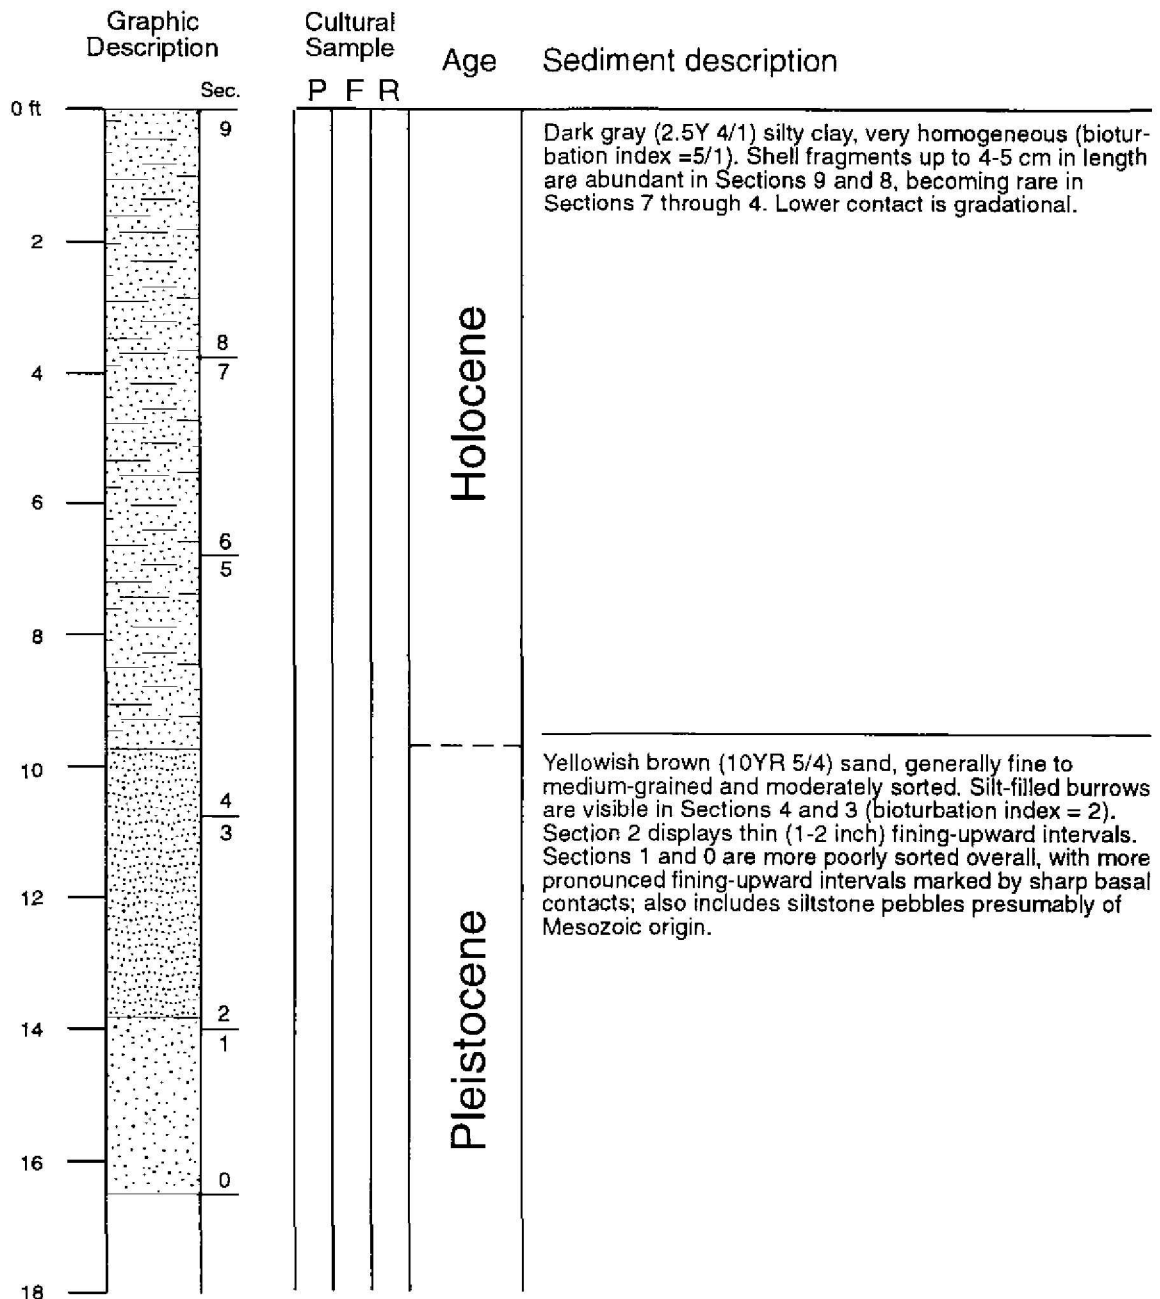 Graphic
Description
Cultural
Sample
Age
Sediment description
Sec.
P F R
0 ft
9
Dark gray (2.5Y 4/1) silty clay, very homogeneous (biotur-
bation index =5/1). Shell fragments up to 4-5 cm in length
are abundant in Sections 9 and 8, becoming rare in
Sections 7 through 4. Lower contact is gradational.
2
8
4
7
Holocene
6
6
5
8
10
Yellowish brown (10YR 5/4) sand, generally fine to
medium-grained and moderately sorted. Silt-filled burrows
are visible in Sections 4 and 3 (bioturbation index = 2).
Section 2 displays thin (1-2 inch) fining-upward intervals.
Sections 1 and 0 are more poorly sorted overall, with more
pronounced fining-upward intervals marked by sharp basal
contacts; also includes siltstone pebbles presumably of
Mesozoic origin.
4
3
12
Pleistocene
2
14
1
16
0
18